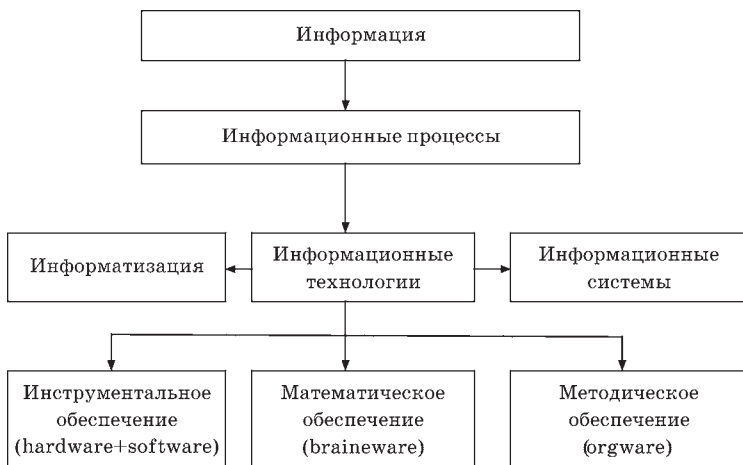 Информация
Информационные процессы
Информатизация
Информационные
технологии
Информационные
системы
Инструментальное
обеспечение
(hardware+software)
Математическое
обеспечение
(braineware)
Методическое
обеспечение
(orgware)